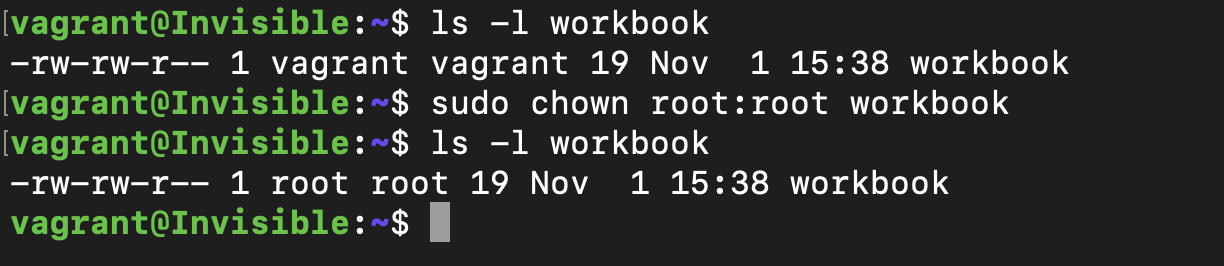 [vagrant@Invisible:~$ ls -l workbook
-rw-rw-r-- 1 vagrant vagrant 19 Nov  1 15:38 workbook
[vagrant@Invisible:~$ sudo chown root:root workbook
[vagrant@Invisible:~$ ls -l workbook
-rw-rw-r-- 1 root root 19 Nov  1 15:38 workbook
vagrant@Invisible:~$